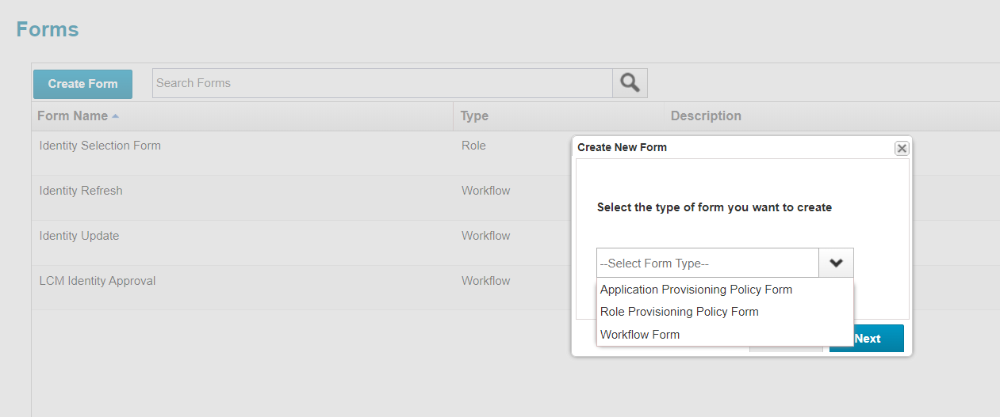 Forms
Create Form
Search Forms
Form Name
Type
Description
Identity Selection Form
Role
Identity Refresh
Workflow
Identity Update
Workflow
LCM Identity Approval
Workflow
Create New Form
Select the type of form you want to create
--Select Form Type--
Application Provisioning Policy Form
Role Provisioning Policy Form
Workflow Form
Next